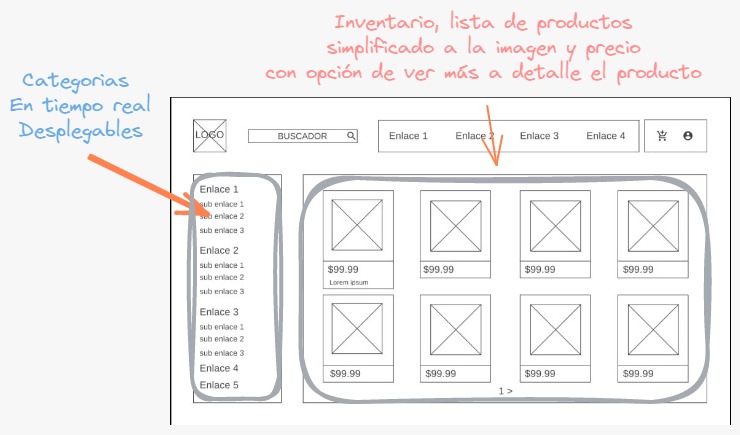 Inventario, lista de productos
simplificado a la imagen y precio
con opción de ver más a detalle el producto
Categorias
En tiempo real
Desplegables
LOGO
BUSCADOR
Enlace 1
Enlace 2
Enlace 3
Enlace 4
Enlace 1
sub enlace 1
sub enlace 2
sub enlace 3
Enlace 2
sub enlace 1
sub enlace 2
sub enlace 3
Enlace 3
sub enlace 1
sub enlace 2
sub enlace 3
Enlace 4
Enlace 5
$99.99
Lorem ipsum
$99.99
$99.99
$99.99
$99.99
$99.99
$99.99
$99.99
1 >